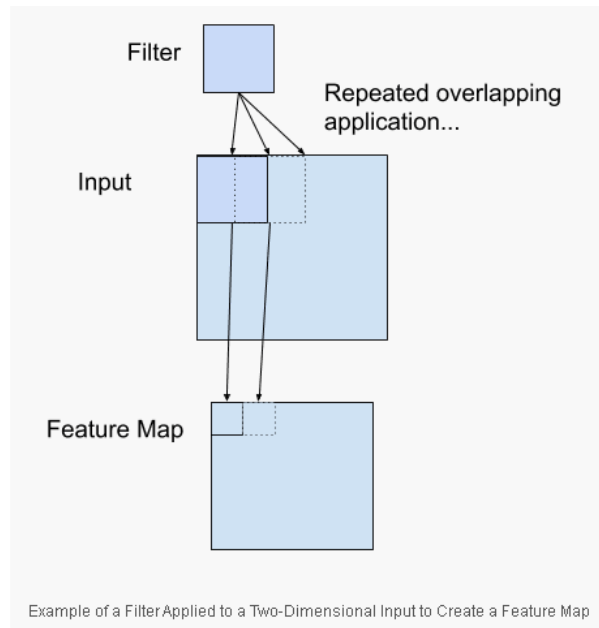 Filter
Repeated overlapping
application...
Input
Feature Map
Example of a Filter Applied to a Two-Dimensional Input to Create a Feature Map